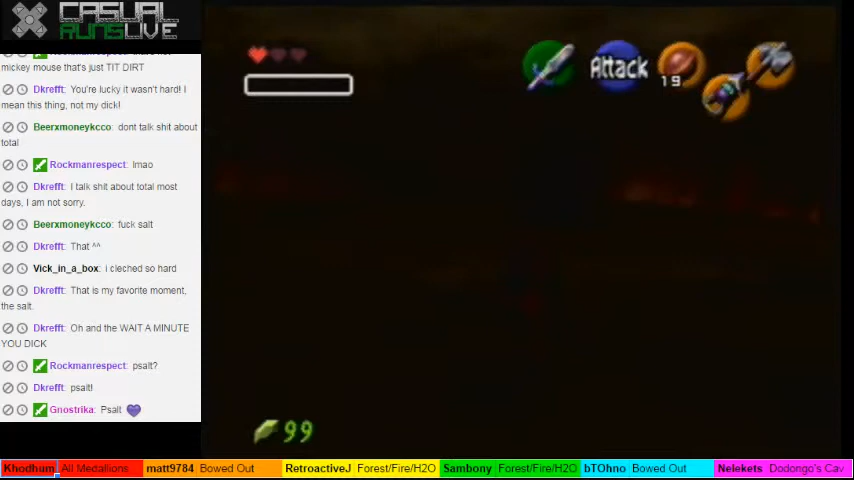 CASUAL
RUNSLIVE
mickey mouse that's just TIT DIRT
Dkrefft: You're lucky it wasn't hard! I
mean this thing, not my dick!
Beerxmoneykcco: dont talk shit about
total
Rockmanrespect: lmao
Dkrefft: I talk shit about total most
days, I am not sorry.
Beerxmoneykcco: fuck salt
Dkrefft: That ^^
Vick_in_a_box: i cleched so hard
Dkrefft: That is my favorite moment,
the salt.
Dkrefft: Oh and the WAIT A MINUTE
YOU DICK
Rockmanrespect: psalt?
Dkrefft: psalt!
Gnostrika: Psalt
Attack
19
99
Khodhum All Medallions matt9784 Bowed Out RetroactiveJ Forest/Fire/H2O Sambony Forest/Fire/H2O bTOhno Bowed Out Nelekets Dodongo's Cav